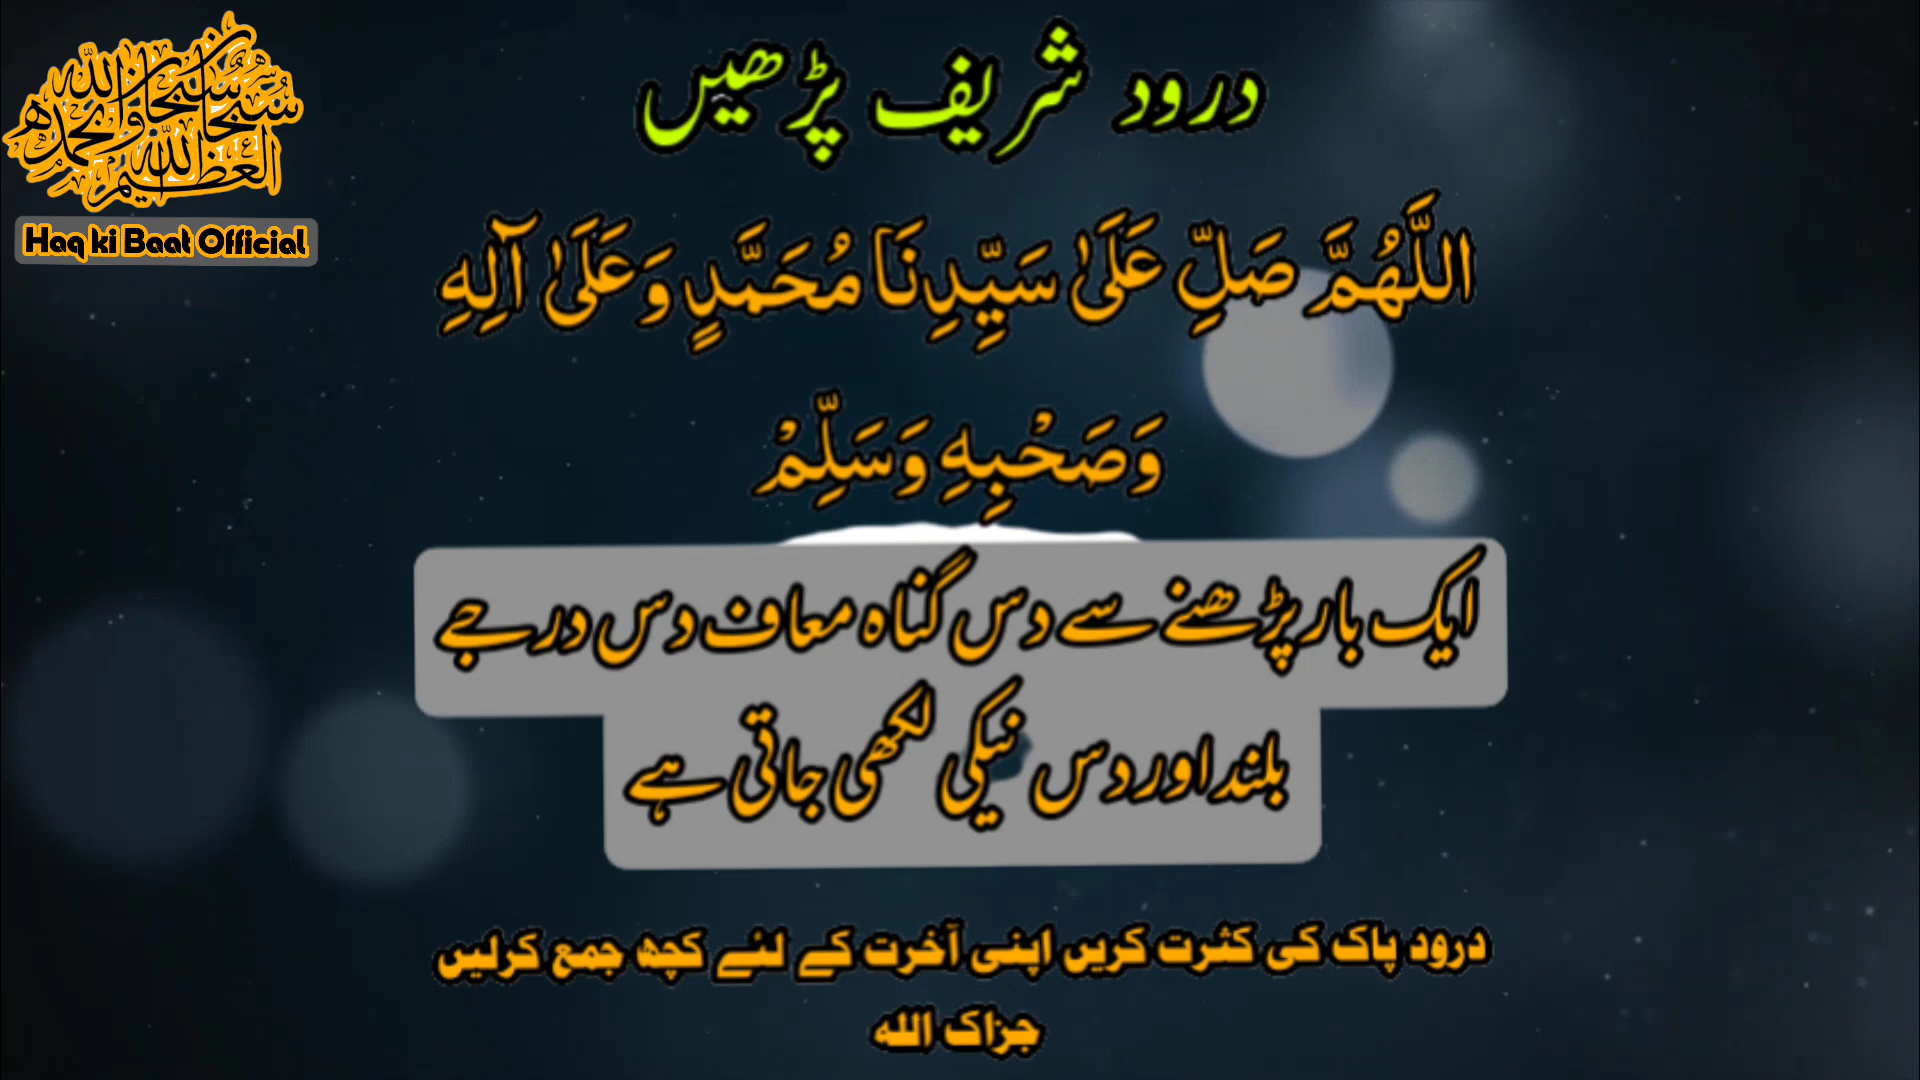 سُبْحَانَ اللّٰهِ وَبِحَمْدِهِ
سُبْحَانَ اللّٰهِ الْعَظِيمِ
Haq ki Baat Official
درود شریف پڑھیں
اللَّهُمَّ صَلِّ عَلَىٰ سَيِّدِنَا مُحَمَّدٍ وَعَلَىٰ آلِهِ
وَصَحْبِهِ وَسَلِّمْ
ایک بار پڑھنے سے دس گناہ معاف دس درجے
بلند اور دس نیکی لکھی جاتی ہے
درود پاک کی کثرت کریں اپنی آخرت کے لئے کچھ جمع کرلیں
جزاک اللہ